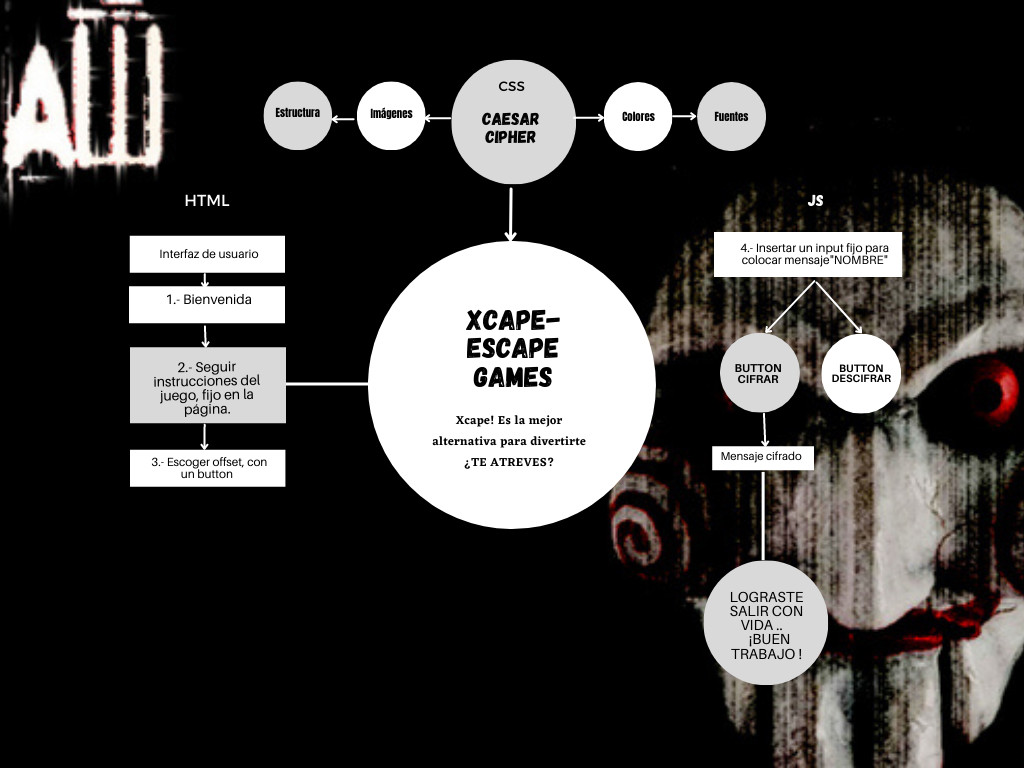 AW
CSS
CAESAR
CIPHER
Estructura
Imágenes
Colores
Fuentes
HTML
Interfaz de usuario
1.- Bienvenida
2.- Seguir
instrucciones del
juego, fijo en la
página.
3.- Escoger offset, con
un button
XCAPE-
ESCAPE
GAMES
Xcape! Es la mejor
alternativa para divertirte
¿TE ATREVES?
JS
4.- Insertar un input fijo para
colocar mensaje"NOMBRE"
BUTTON
CIFRAR
BUTTON
DESCIFRAR
Mensaje cifrado
LOGRASTE
SALIR CON
VIDA ..
¡BUEN
TRABAJO !